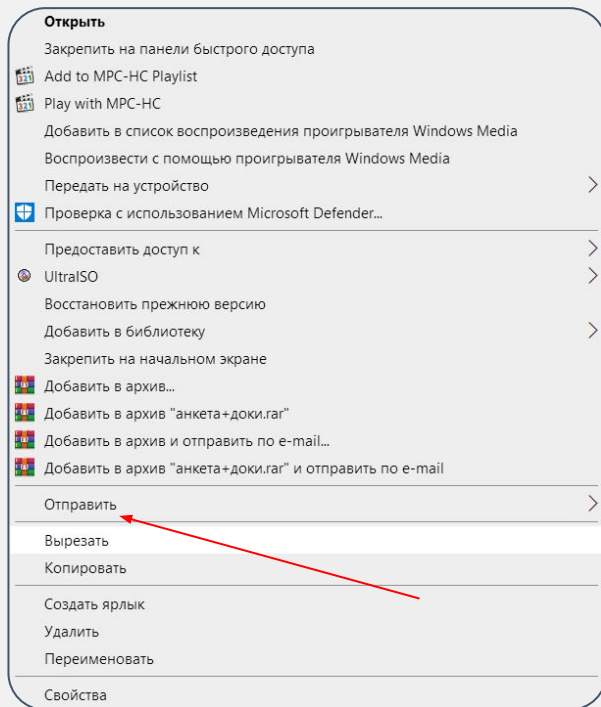 Открыть
Закрепить на панели быстрого доступа
Add to MPC-HC Playlist
Play with MPC-HC
Добавить в список воспроизведения проигрывателя Windows Media
Воспроизвести с помощью проигрывателя Windows Media
Передать на устройство
Проверка с использованием Microsoft Defender...
Предоставить доступ к
UltraISO
Восстановить прежнюю версию
Добавить в библиотеку
Закрепить на начальном экране
Добавить в архив...
Добавить в архив "анкета+доки.rar"
Добавить в архив и отправить по e-mail...
Добавить в архив "анкета+доки.rar" и отправить по e-mail
Отправить
Вырезать
Копировать
Создать ярлык
Удалить
Переименовать
Свойства